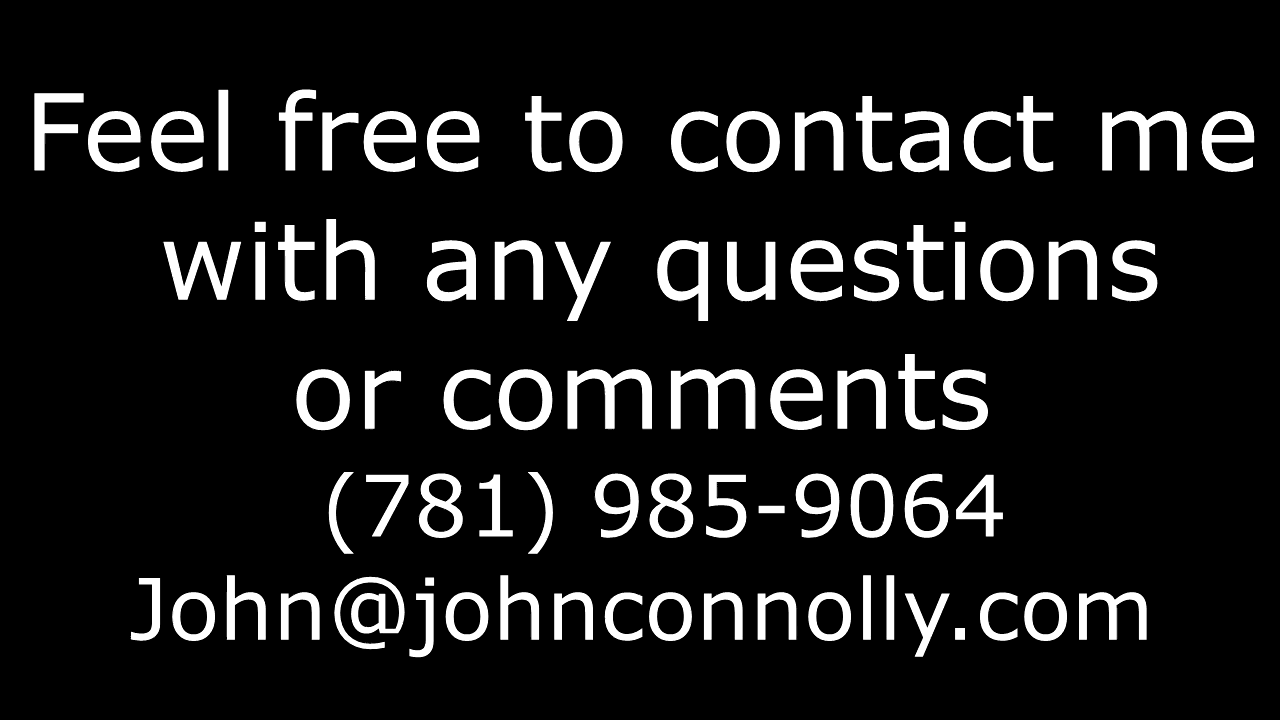 Feel free to contact me
with any questions
or comments
(781) 985-9064
John@johnconnolly.com